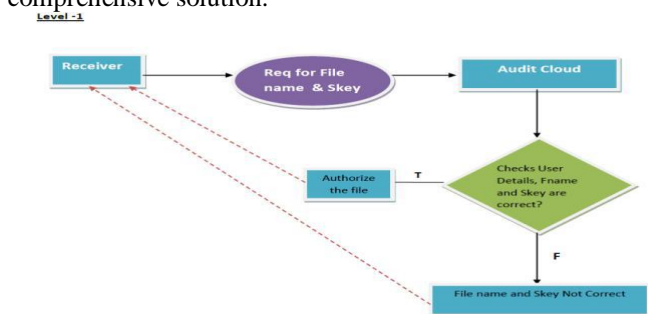 comprehensive solution.
Level -1
Receiver
Req for File
name & Skey
Audit Cloud
Checks User
Details, Fname
and Skey are
correct?
T
Authorize
the file
F
File name and Skey Not Correct